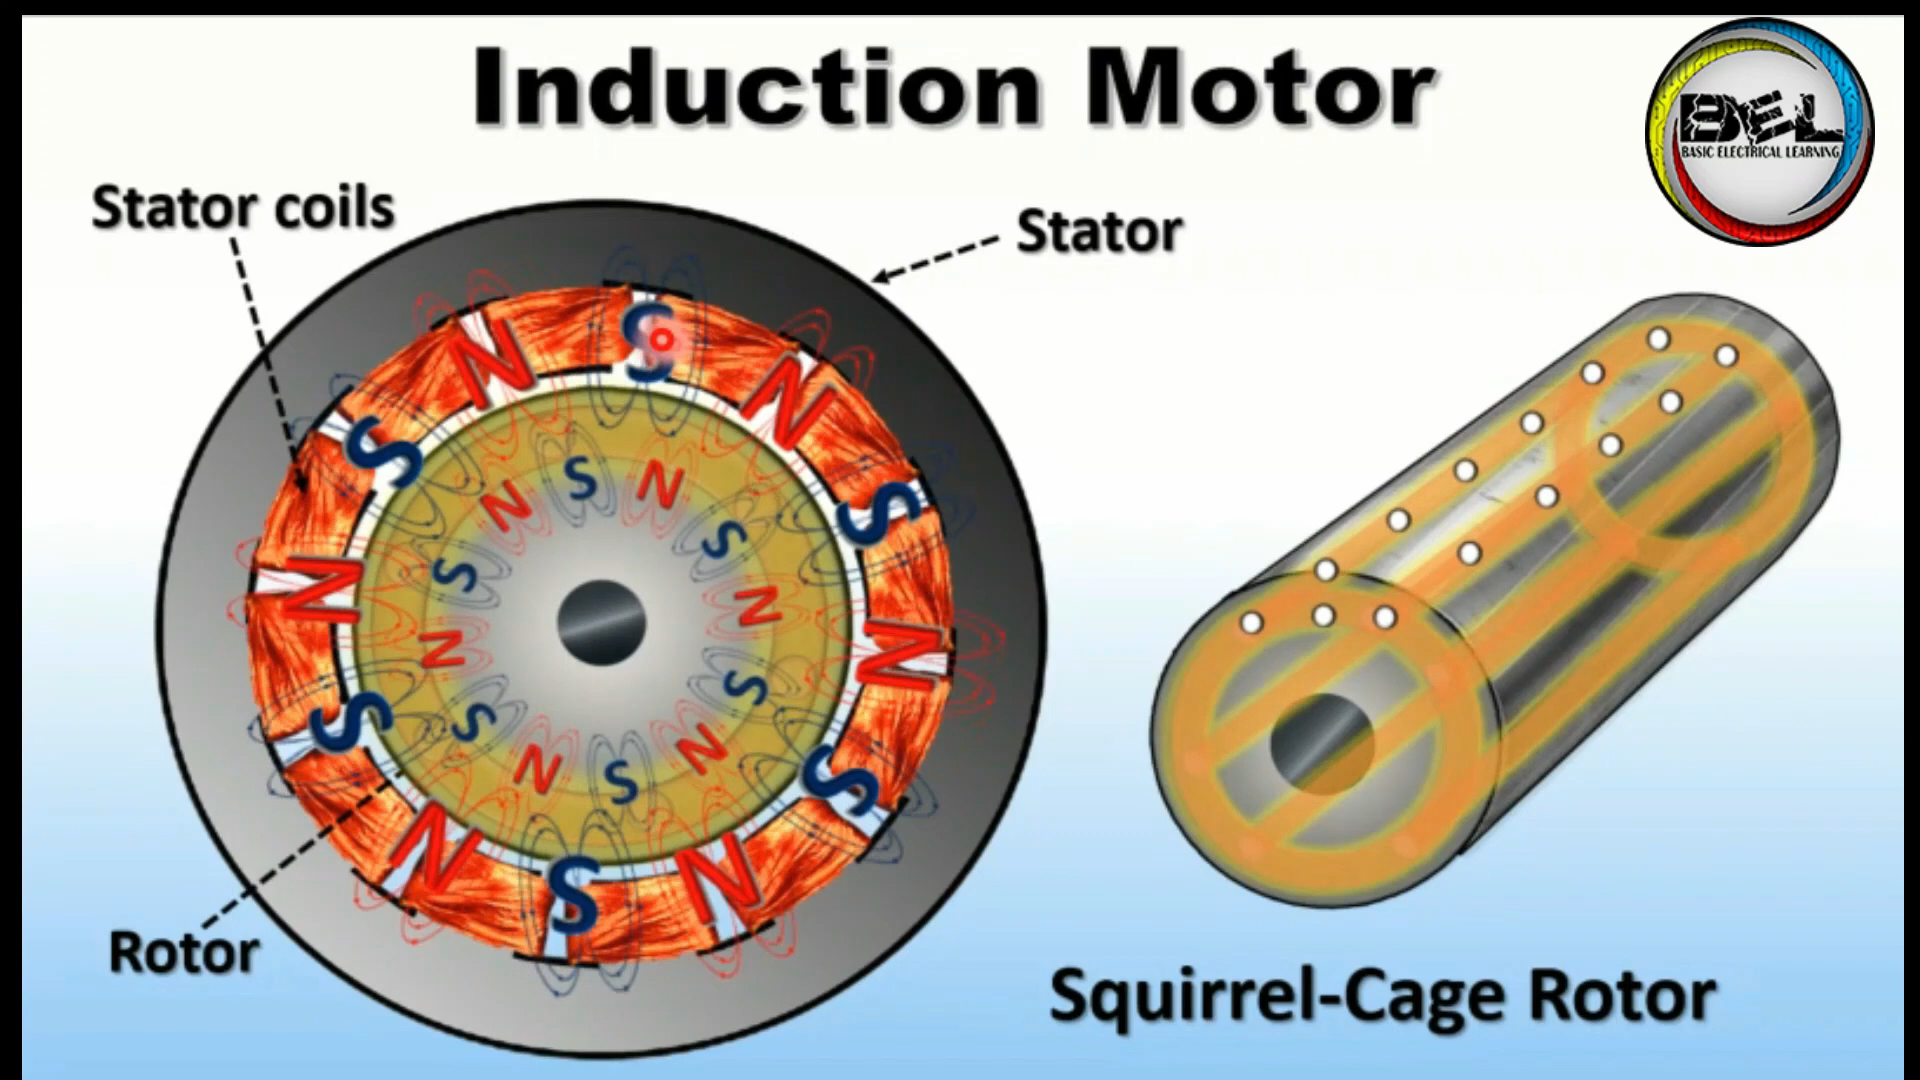 Induction Motor
BEL
BASIC ELECTRICAL LEARNING
Stator coils
Stator
S
N
N
S
S
N
S
N
S
N
S
N
S
N
S
N
N
S
N
S
S
N
N
S
Rotor
Squirrel-Cage Rotor